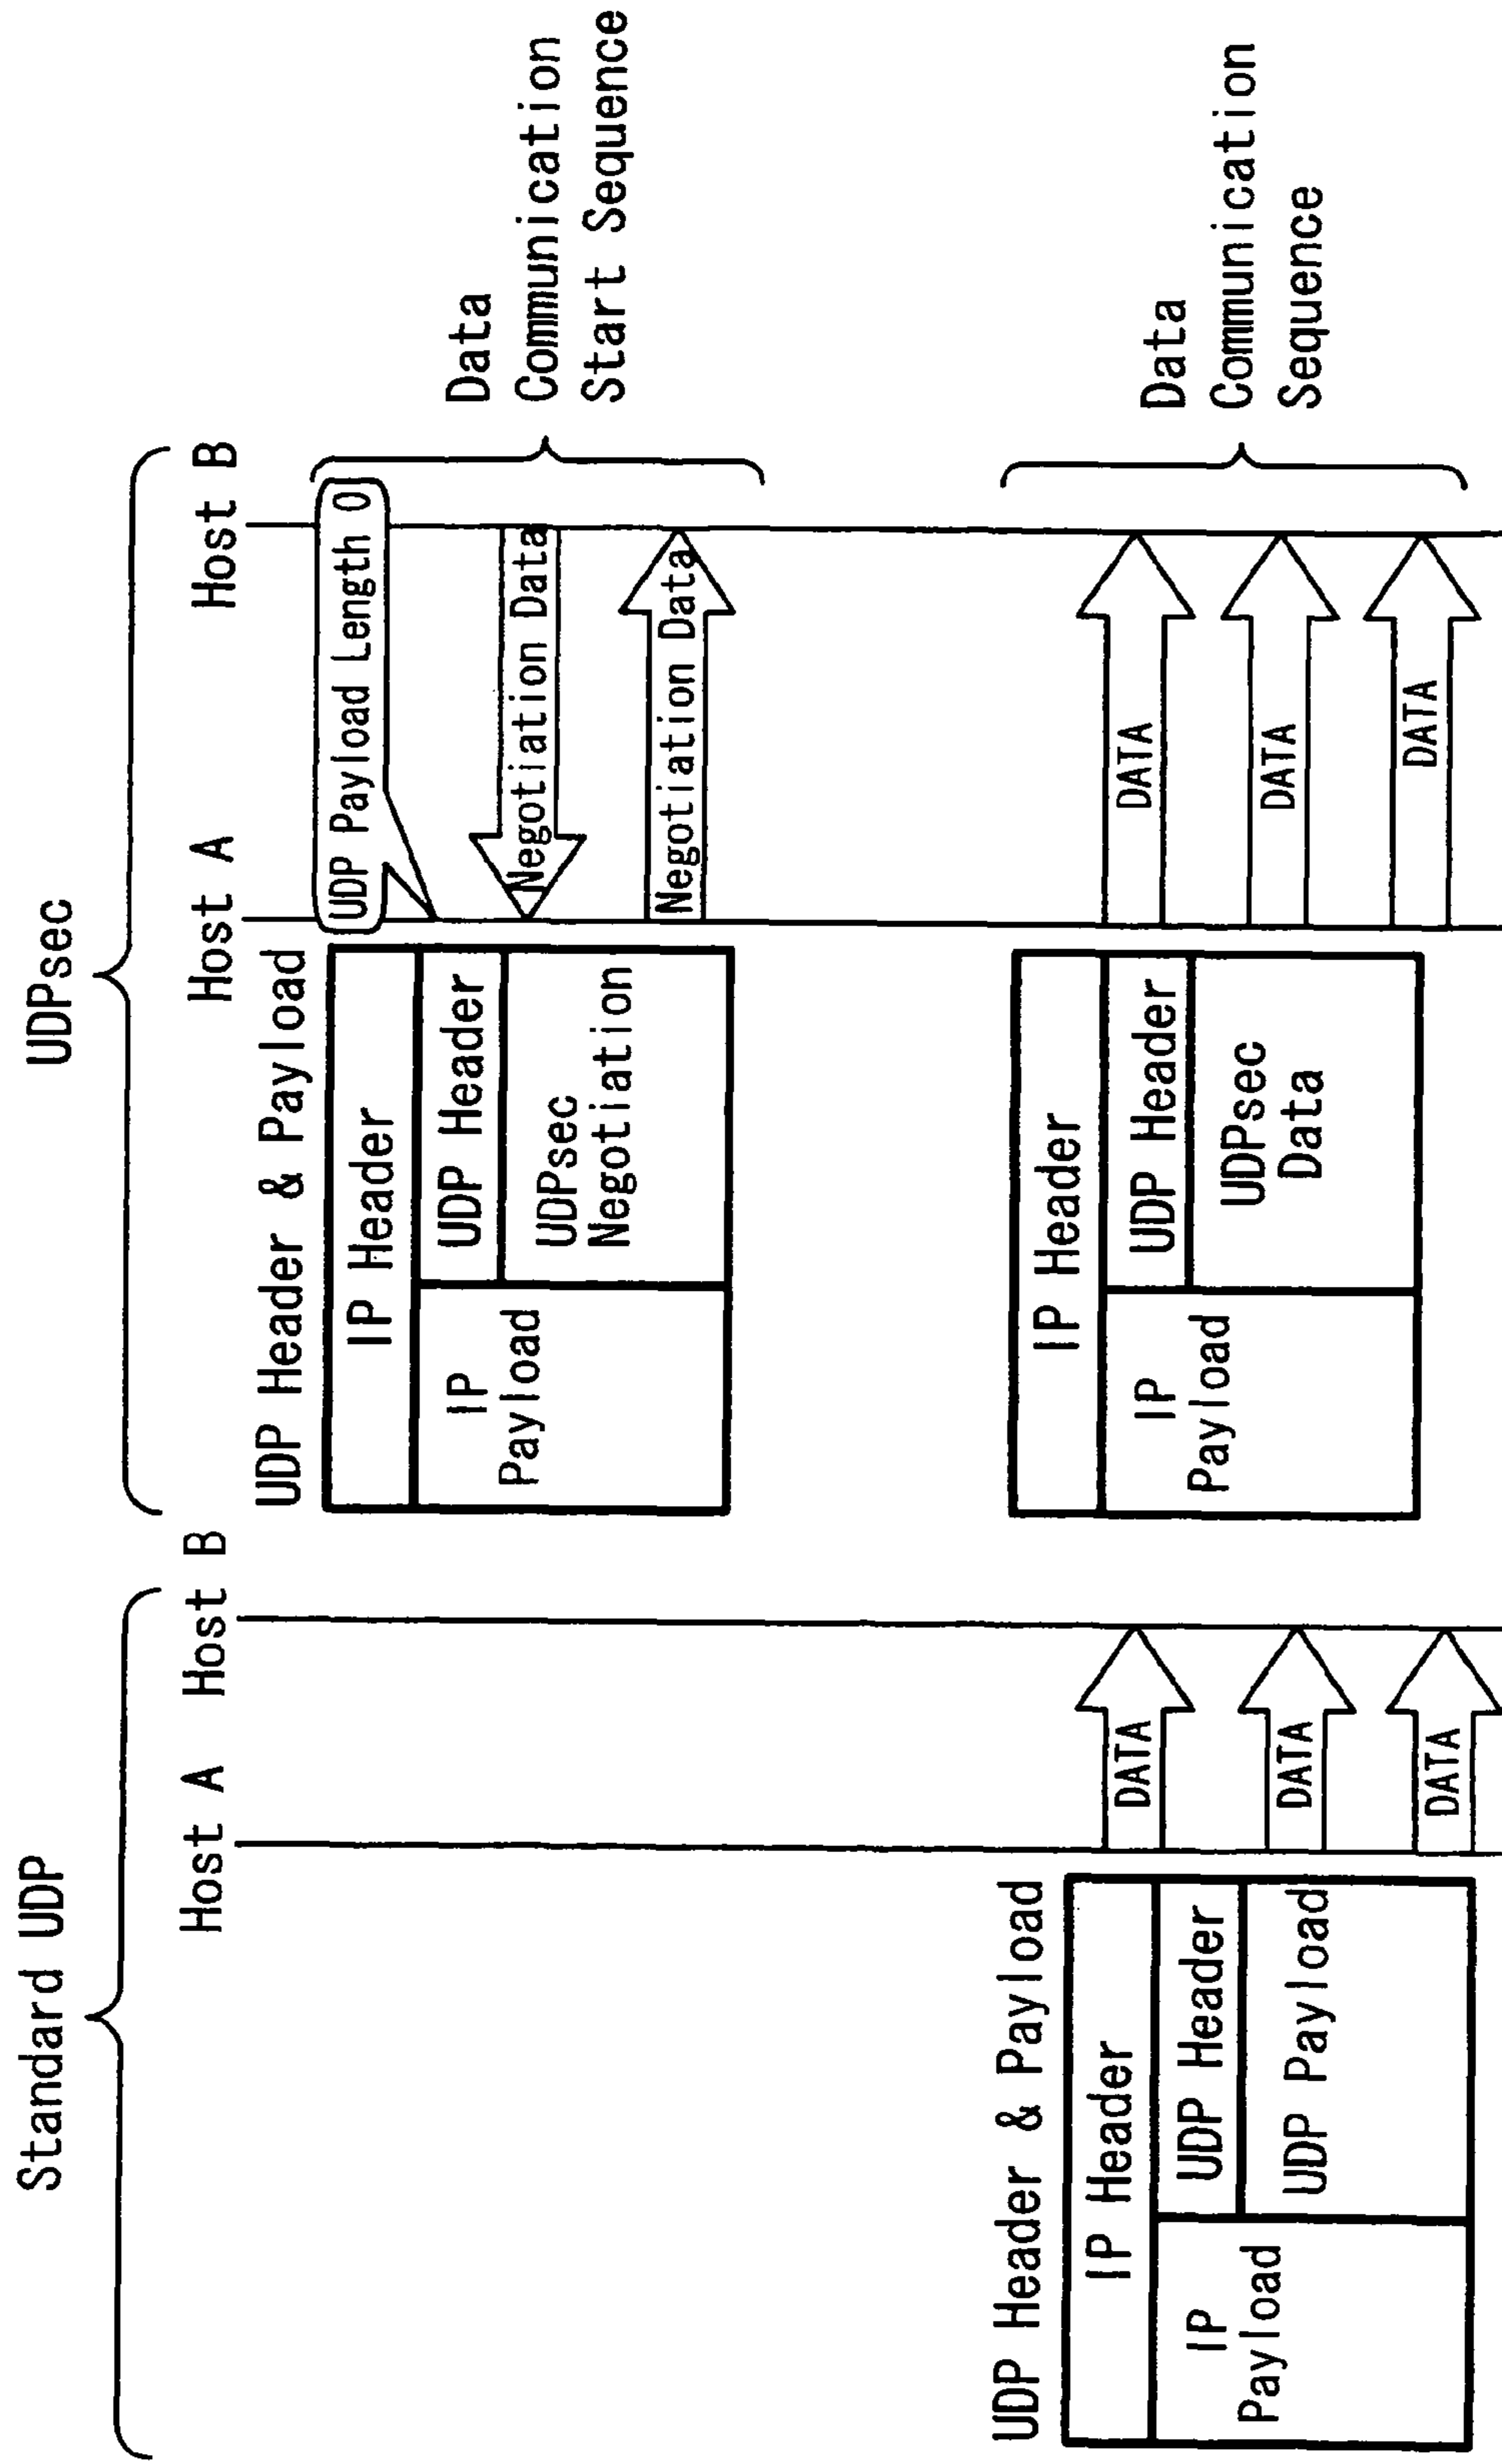 Standard UDP
Host A
Host B
UDP Header & Payload
IP Header
IP
Payload
UDP Header
UDP Payload
DATA
DATA
DATA
UDPsec
Host A
Host B
UDP Header & Payload
IP Header
IP
Payload
UDP Header
UDPsec
Negotiation
UDP Payload Length 0
Negotiation Data
Negotiation Data
Data
Communication
Start Sequence
IP Header
IP
Payload
UDP Header
UDPsec
Data
DATA
DATA
DATA
Data
Communication
Sequence